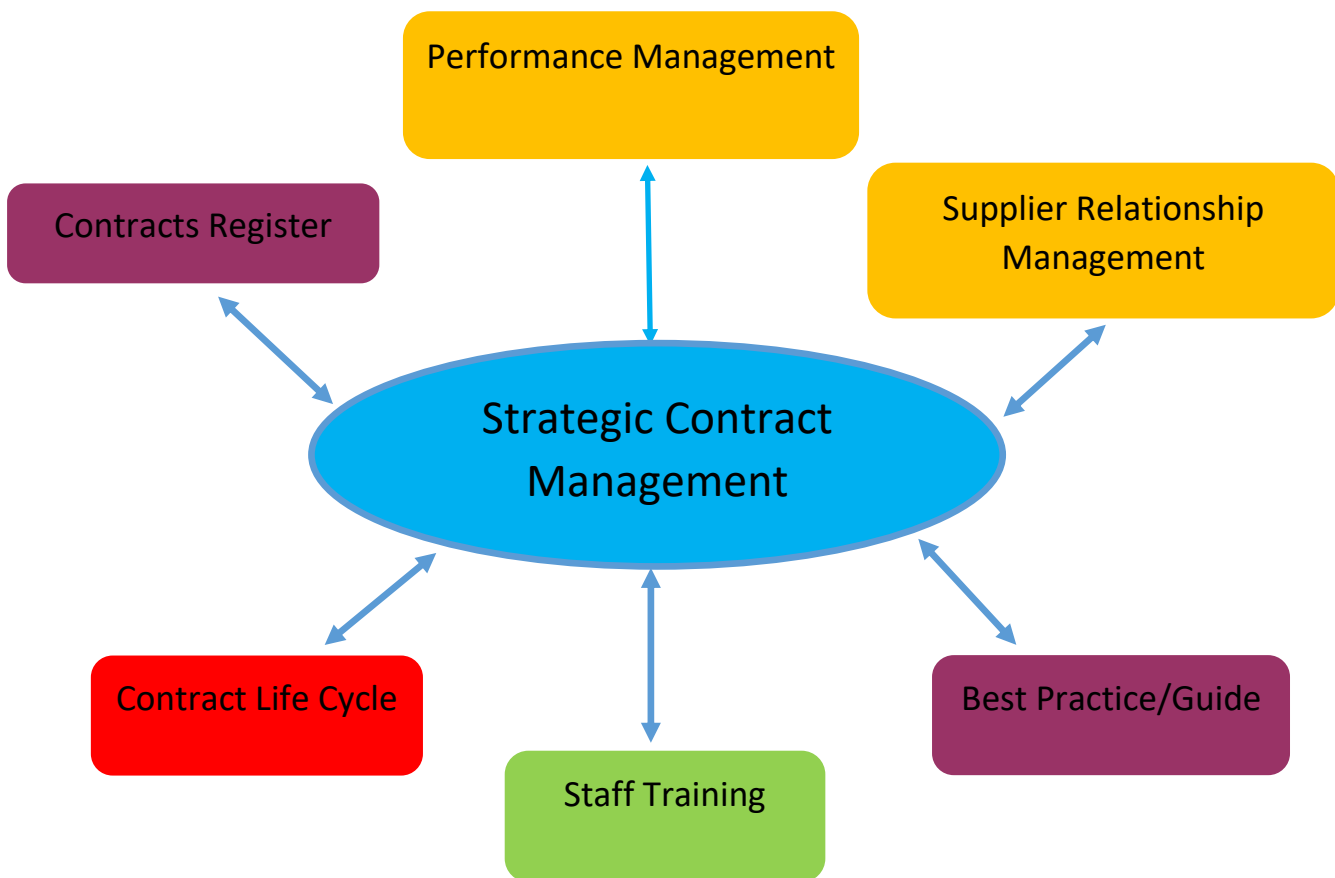 Performance Management
Contracts Register
Supplier Relationship
Management
Strategic Contract
Management
Contract Life Cycle
Best Practice/Guide
Staff Training